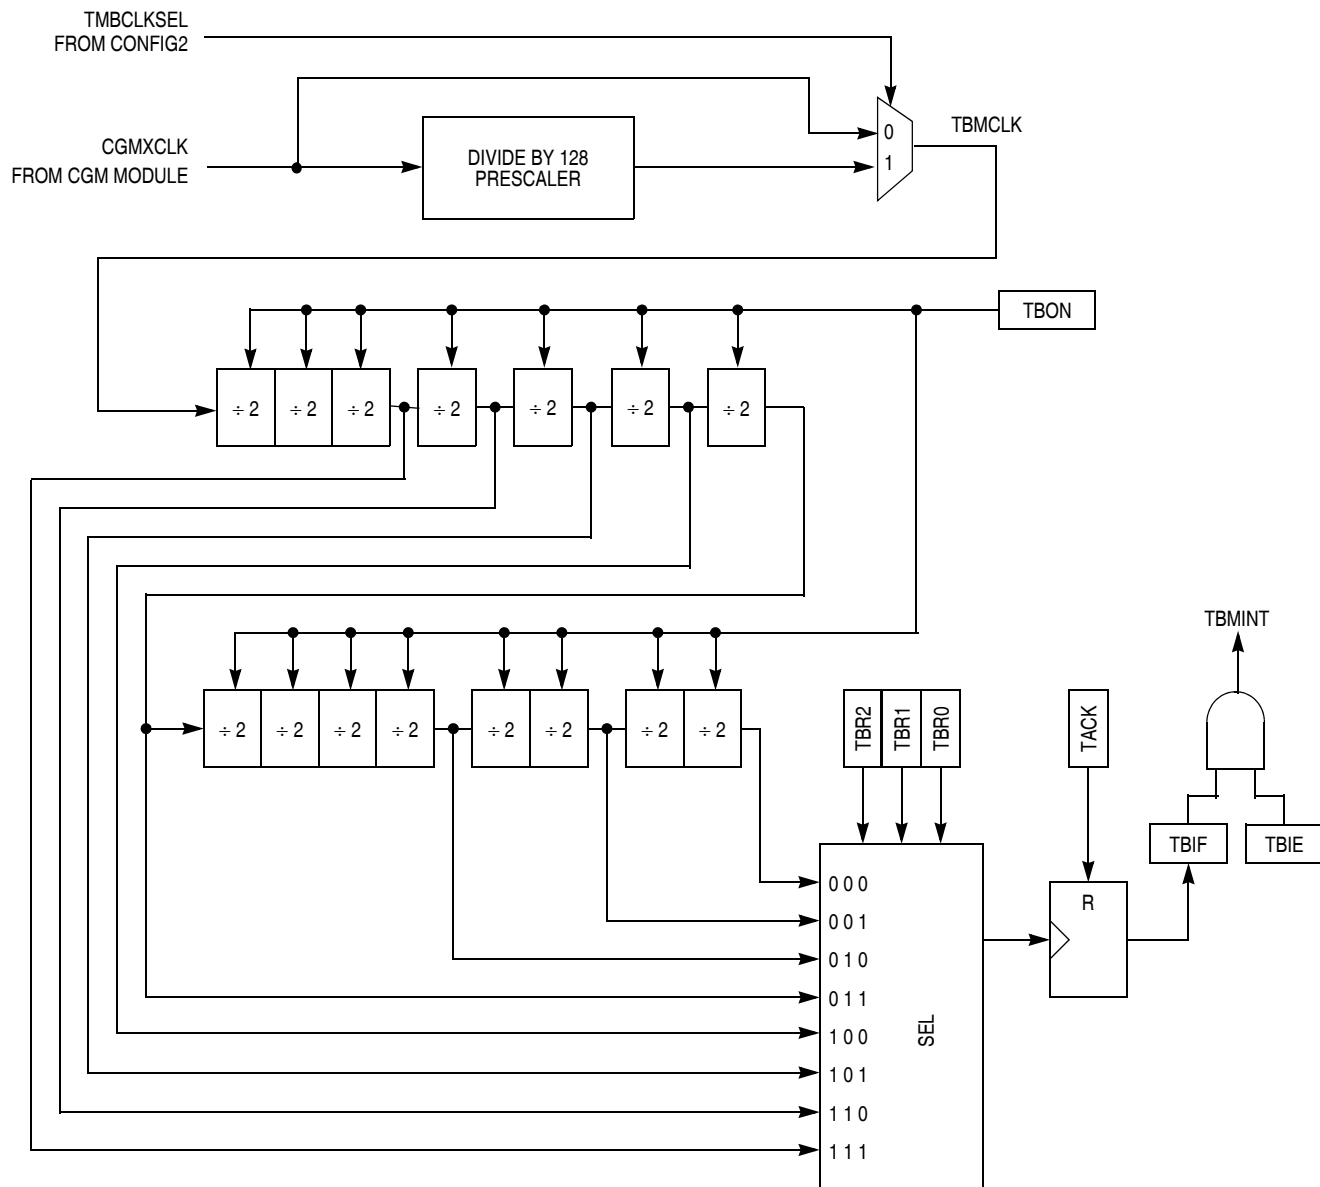 TMBCLKSEL
FROM CONFIG2
CGMXCLK
FROM CGM MODULE
DIVIDE BY 128
PRESCALER
0
1
TBMCLK
TBON
÷ 2
÷ 2
÷ 2
÷ 2
÷ 2
÷ 2
÷ 2
TBMINT
÷ 2
÷ 2
÷ 2
÷ 2
÷ 2
÷ 2
÷ 2
÷ 2
TBR2
TBR1
TBR0
TACK
TBIF
TBIE
0 0 0
0 0 1
0 1 0
0 1 1
1 0 0
1 0 1
1 1 0
1 1 1
SEL
R